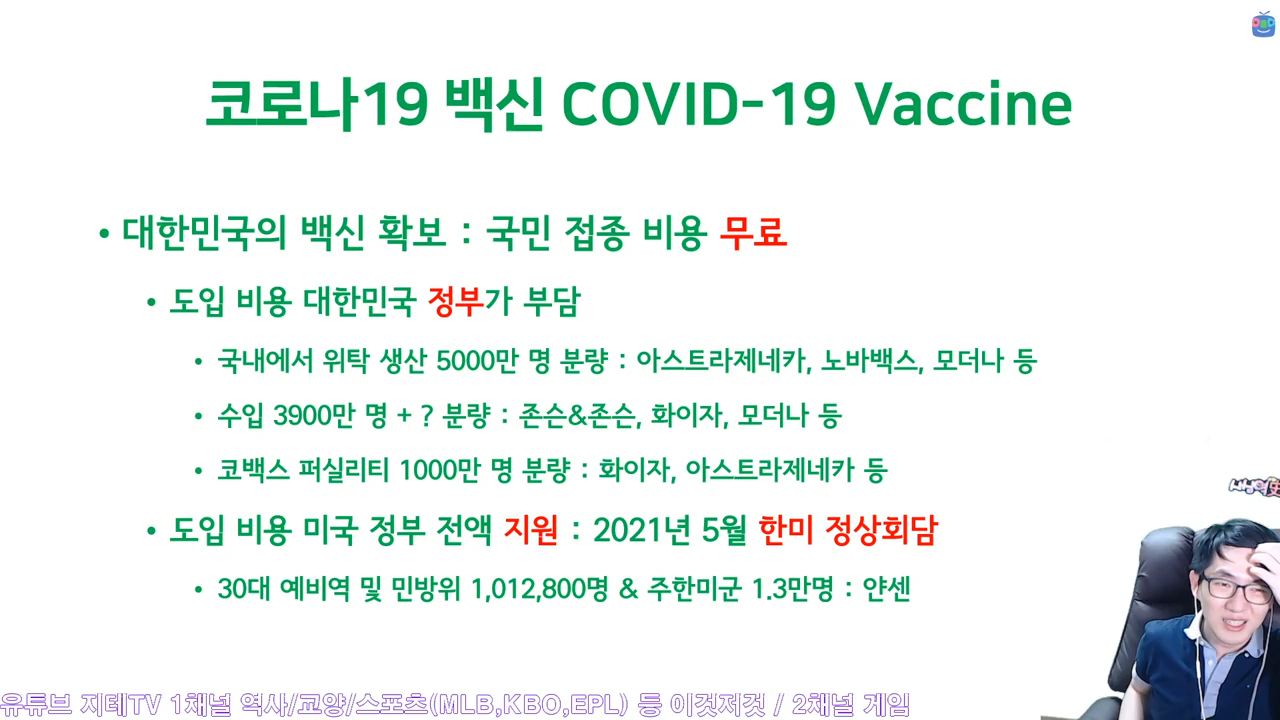 코로나19 백신 COVID-19 Vaccine
• 대한민국의 백신 확보 : 국민 접종 비용 무료
• 도입 비용 대한민국 정부가 부담
• 국내에서 위탁 생산 5000만 명 분량 : 아스트라제네카, 노바백스, 모더나 등
• 수입 3900만 명 + ? 분량 : 존슨&존슨, 화이자, 모더나 등
• 코백스 퍼실리티 1000만 명 분량 : 화이자, 아스트라제네카 등
• 도입 비용 미국 정부 전액 지원 : 2021년 5월 한미 정상회담
• 30대 예비역 및 민방위 1,012,800명 & 주한미군 1.3만명 : 얀센
유튜브 지테TV 1채널 역사/교양/스포츠(MLB,KBO,EPL) 등 이것저것 / 2채널 게임